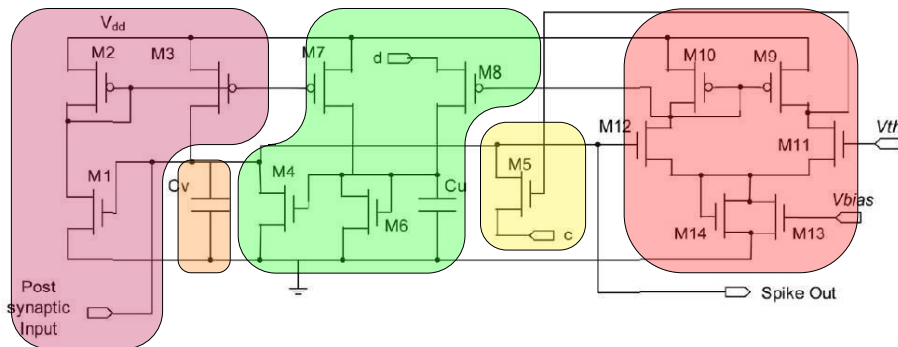 Vdd
M2
M3
M7
M10
M9
d
M8
M12
M11
Vth
M1
Cv
M4
M5
M6
Cu
Vbias
M14
M13
c
Post
synaptic
Input
Spike Out